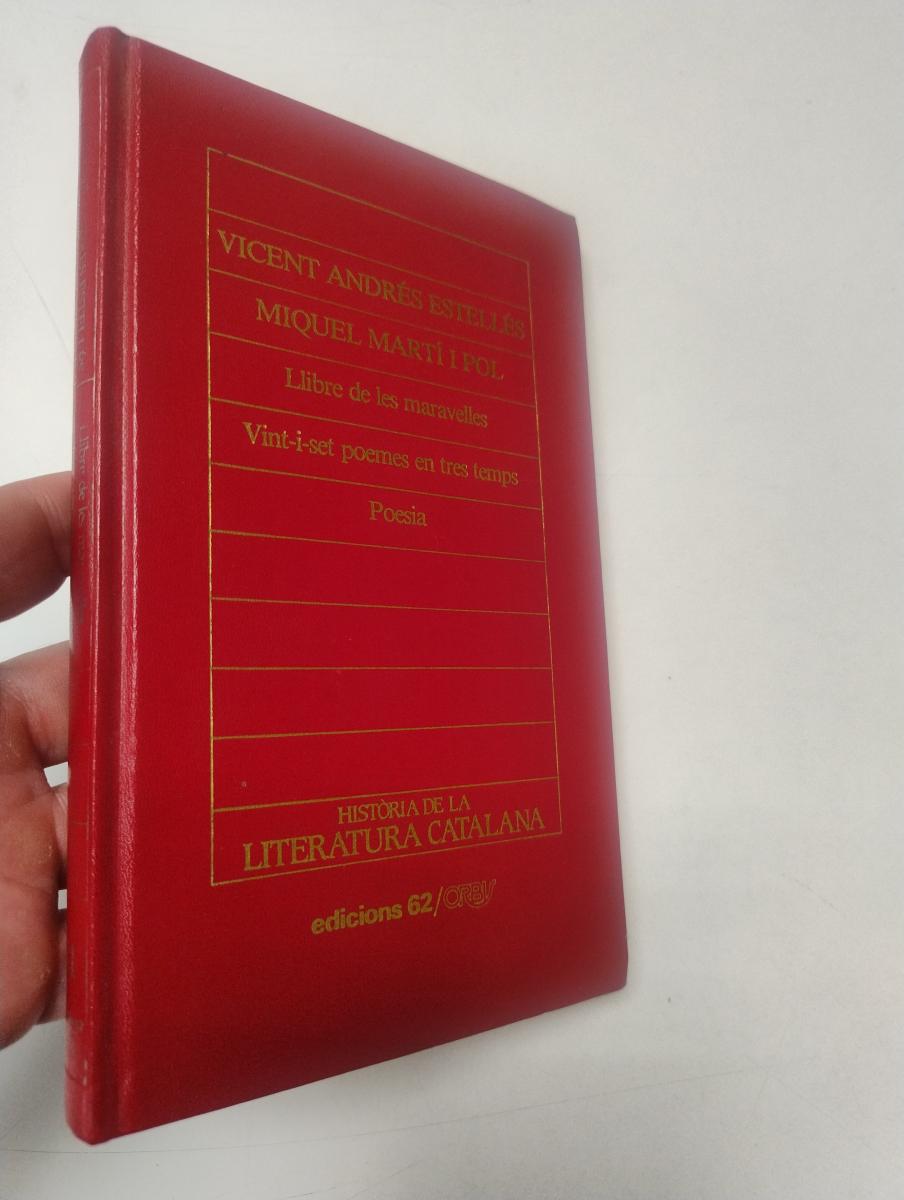 VICENT ANDRÉS ESTELLÉS
MIQUEL MARTÍ I POL
Llibre de les maravelles
Vint-i-set poemes en tres temps
Poesia
HISTÒRIA DE LA
LITERATURA CATALANA
edicions 62/ORBIS